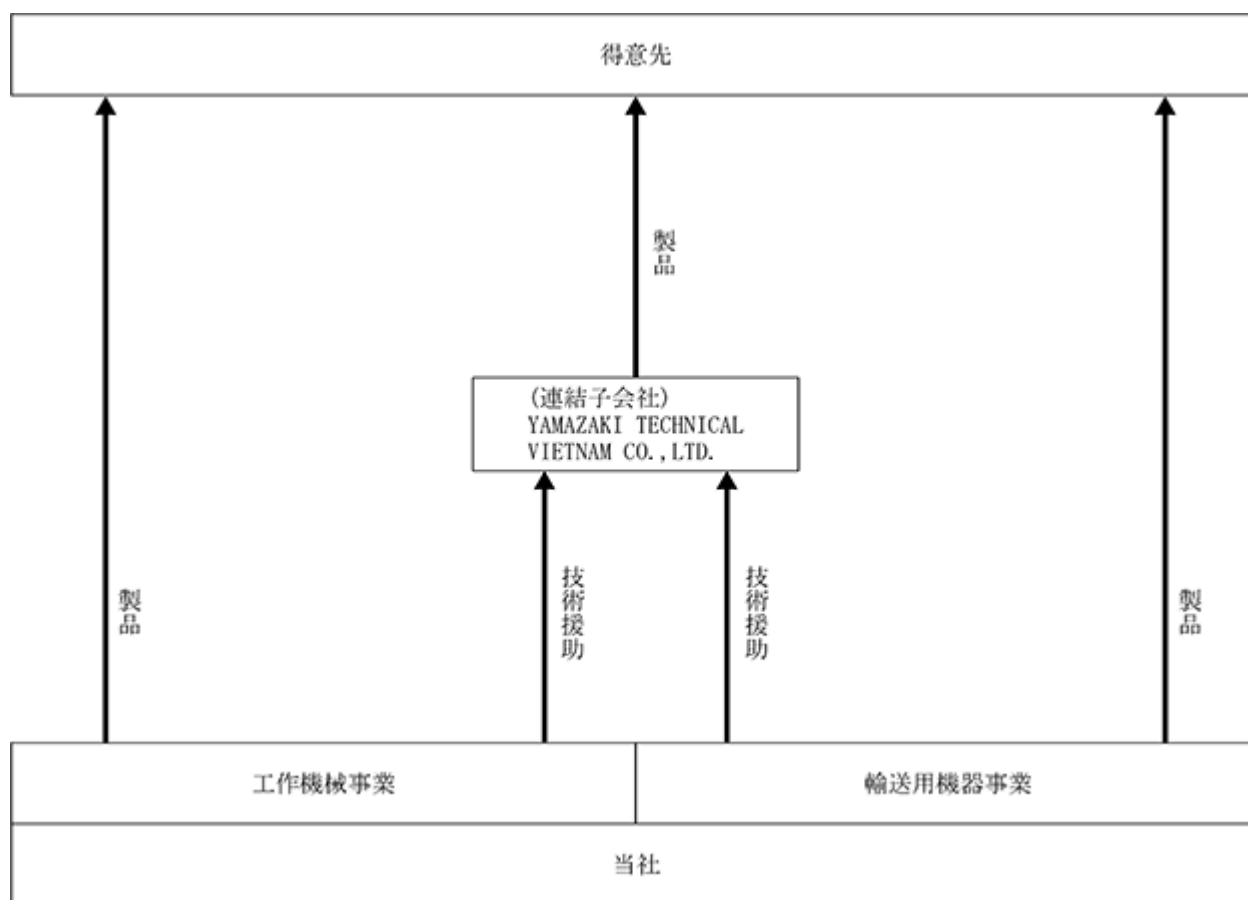 得意先
製品
(連結子会社)
YAMAZAKI TECHNICAL
VIETNAM CO.,LTD.
製品
技術援助
技術援助
製品
工作機械事業
輸送用機器事業
当社